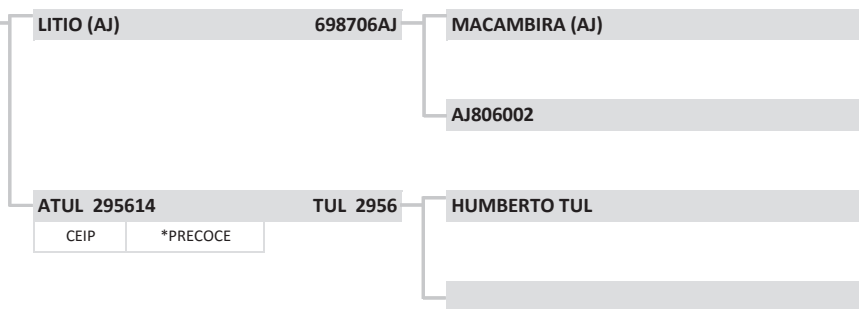 LITIO (AJ) 698706AJ MACAMBIRA (AJ)
AJ806002
ATUL 295614 TUL 2956 HUMBERTO TUL
CEIP *PRECOCE